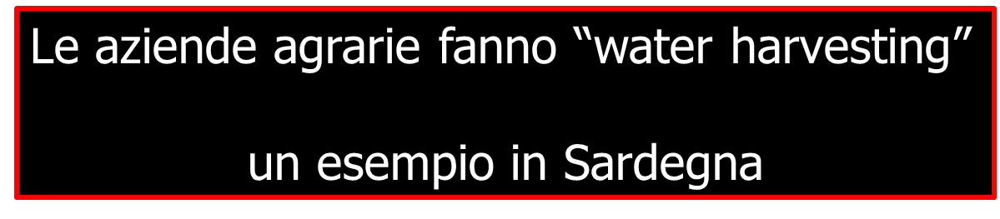 Le aziende agrarie fanno “water harvesting”
un esempio in Sardegna